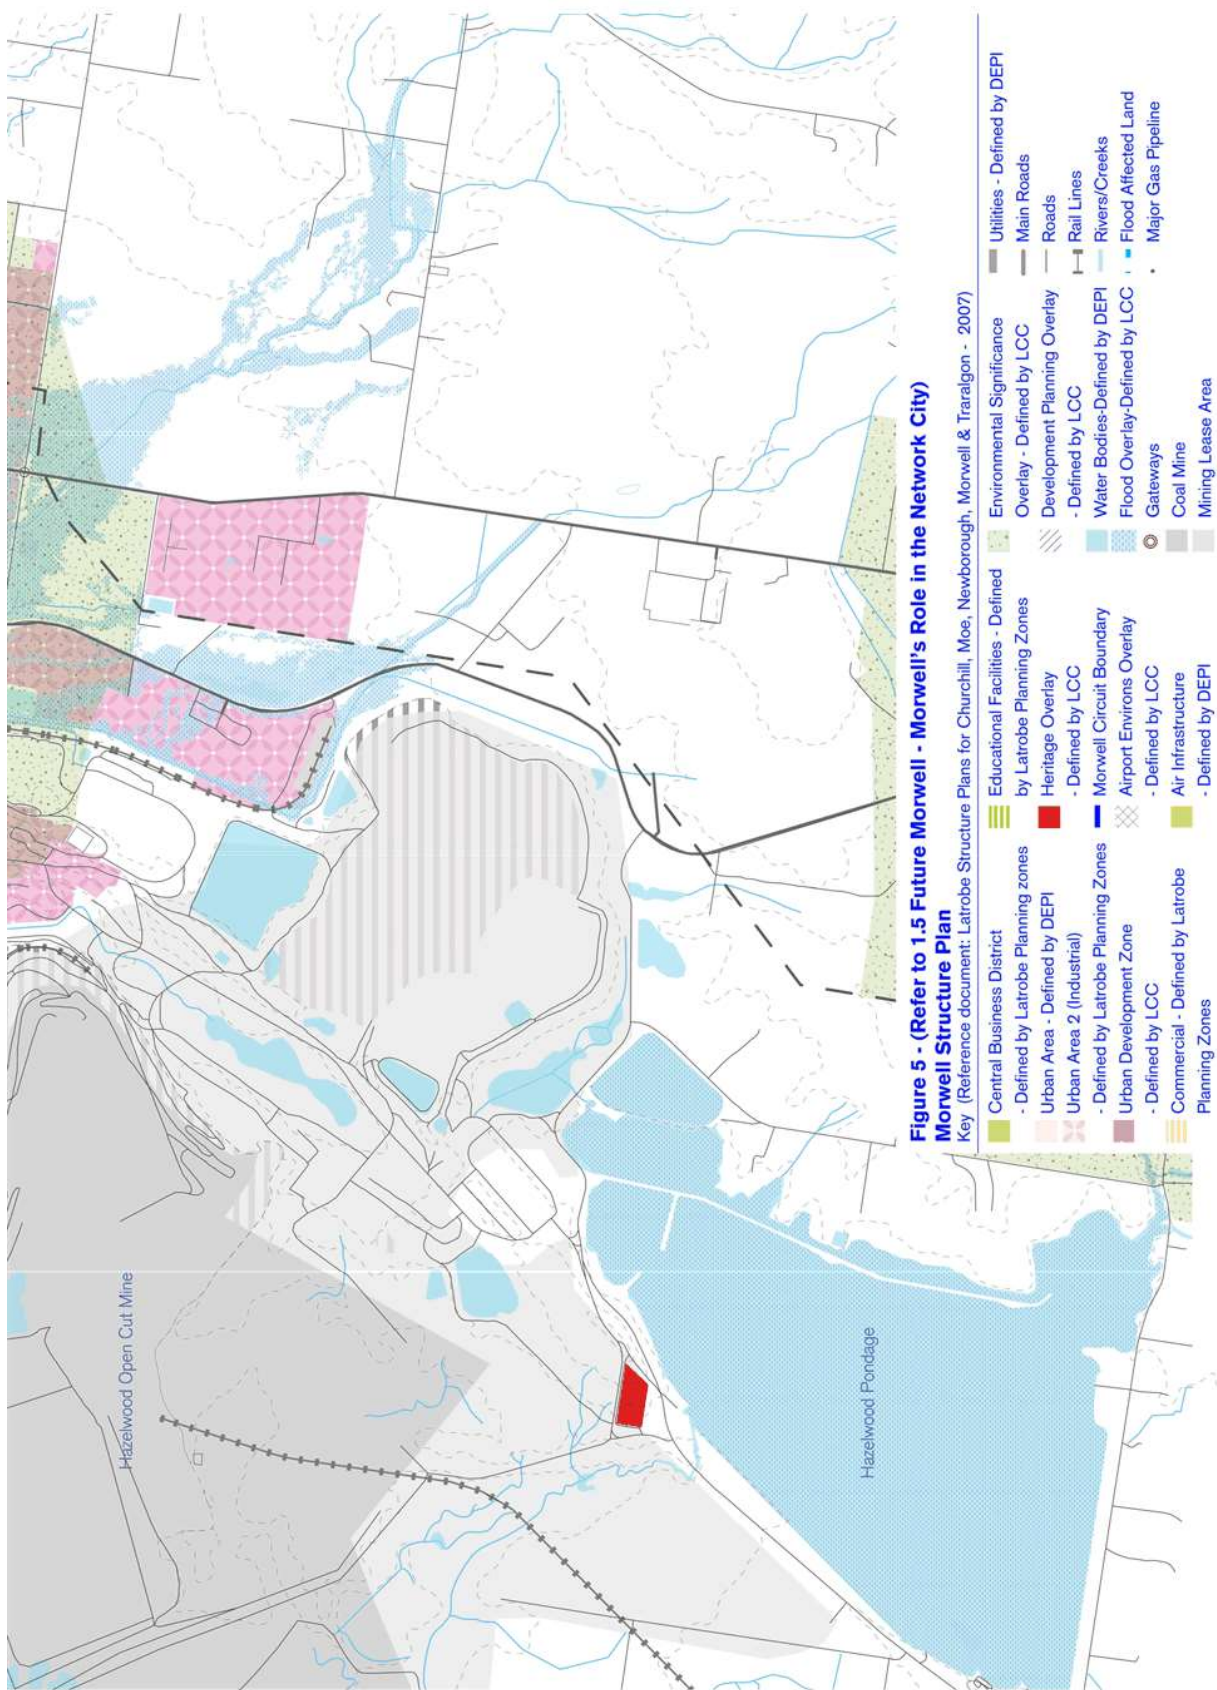 Hazelwood Open Cut Mine
Hazelwood Pondage
Figure 5 - (Refer to 1.5 Future Morwell - Morwell's Role in the Network City)
Morwell Structure Plan
Key (Reference document: Latrobe Structure Plans for Churchill, Moe, Newborough, Morwell & Traralgon - 2007)
Central Business District
- Defined by Latrobe Planning zones
Urban Area - Defined by DEPI
Urban Area 2 (Industrial)
- Defined by Latrobe Planning Zones
Urban Development Zone
- Defined by LCC
Commercial - Defined by Latrobe
Planning Zones
Educational Facilities - Defined
by Latrobe Planning Zones
Heritage Overlay
- Defined by LCC
Morwell Circuit Boundary
Airport Environs Overlay
- Defined by LCC
Air Infrastructure
- Defined by DEPI
Environmental Significance
Overlay - Defined by LCC
Development Planning Overlay
- Defined by LCC
Water Bodies-Defined by DEPI
Flood Overlay-Defined by LCC
Gateways
Coal Mine
Mining Lease Area
Utilities - Defined by DEPI
Main Roads
Roads
Rail Lines
Rivers/Creeks
Flood Affected Land
Major Gas Pipeline